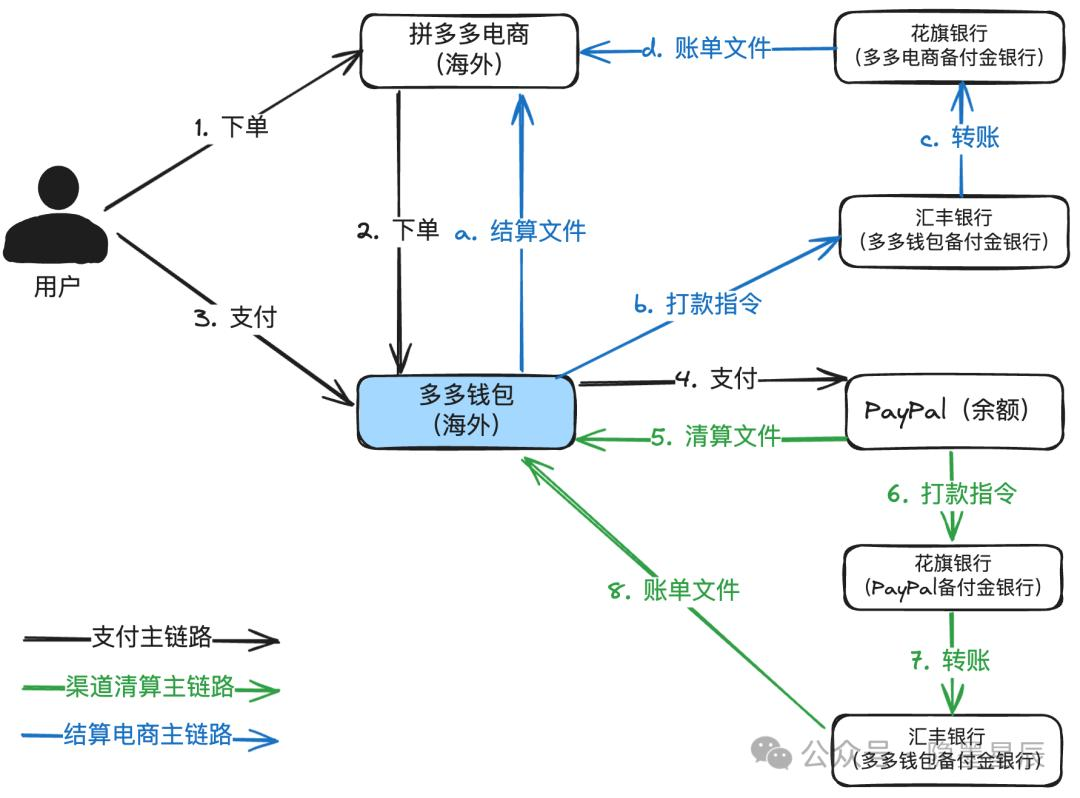 拼多多电商
（海外）
花旗银行
（多多电商备付金银行）
d. 账单文件
1. 下单
c. 转账
用户
2. 下单
a. 结算文件
汇丰银行
（多多钱包备付金银行）
3. 支付
b. 打款指令
多多钱包
（海外）
4. 支付
PayPal（余额）
5. 清算文件
6. 打款指令
花旗银行
（PayPal备付金银行）
8. 账单文件
7. 转账
支付主链路
渠道清算主链路
结算电商主链路
汇丰银行
（多多钱包备付金银行）
公众号 · 隐墨星辰